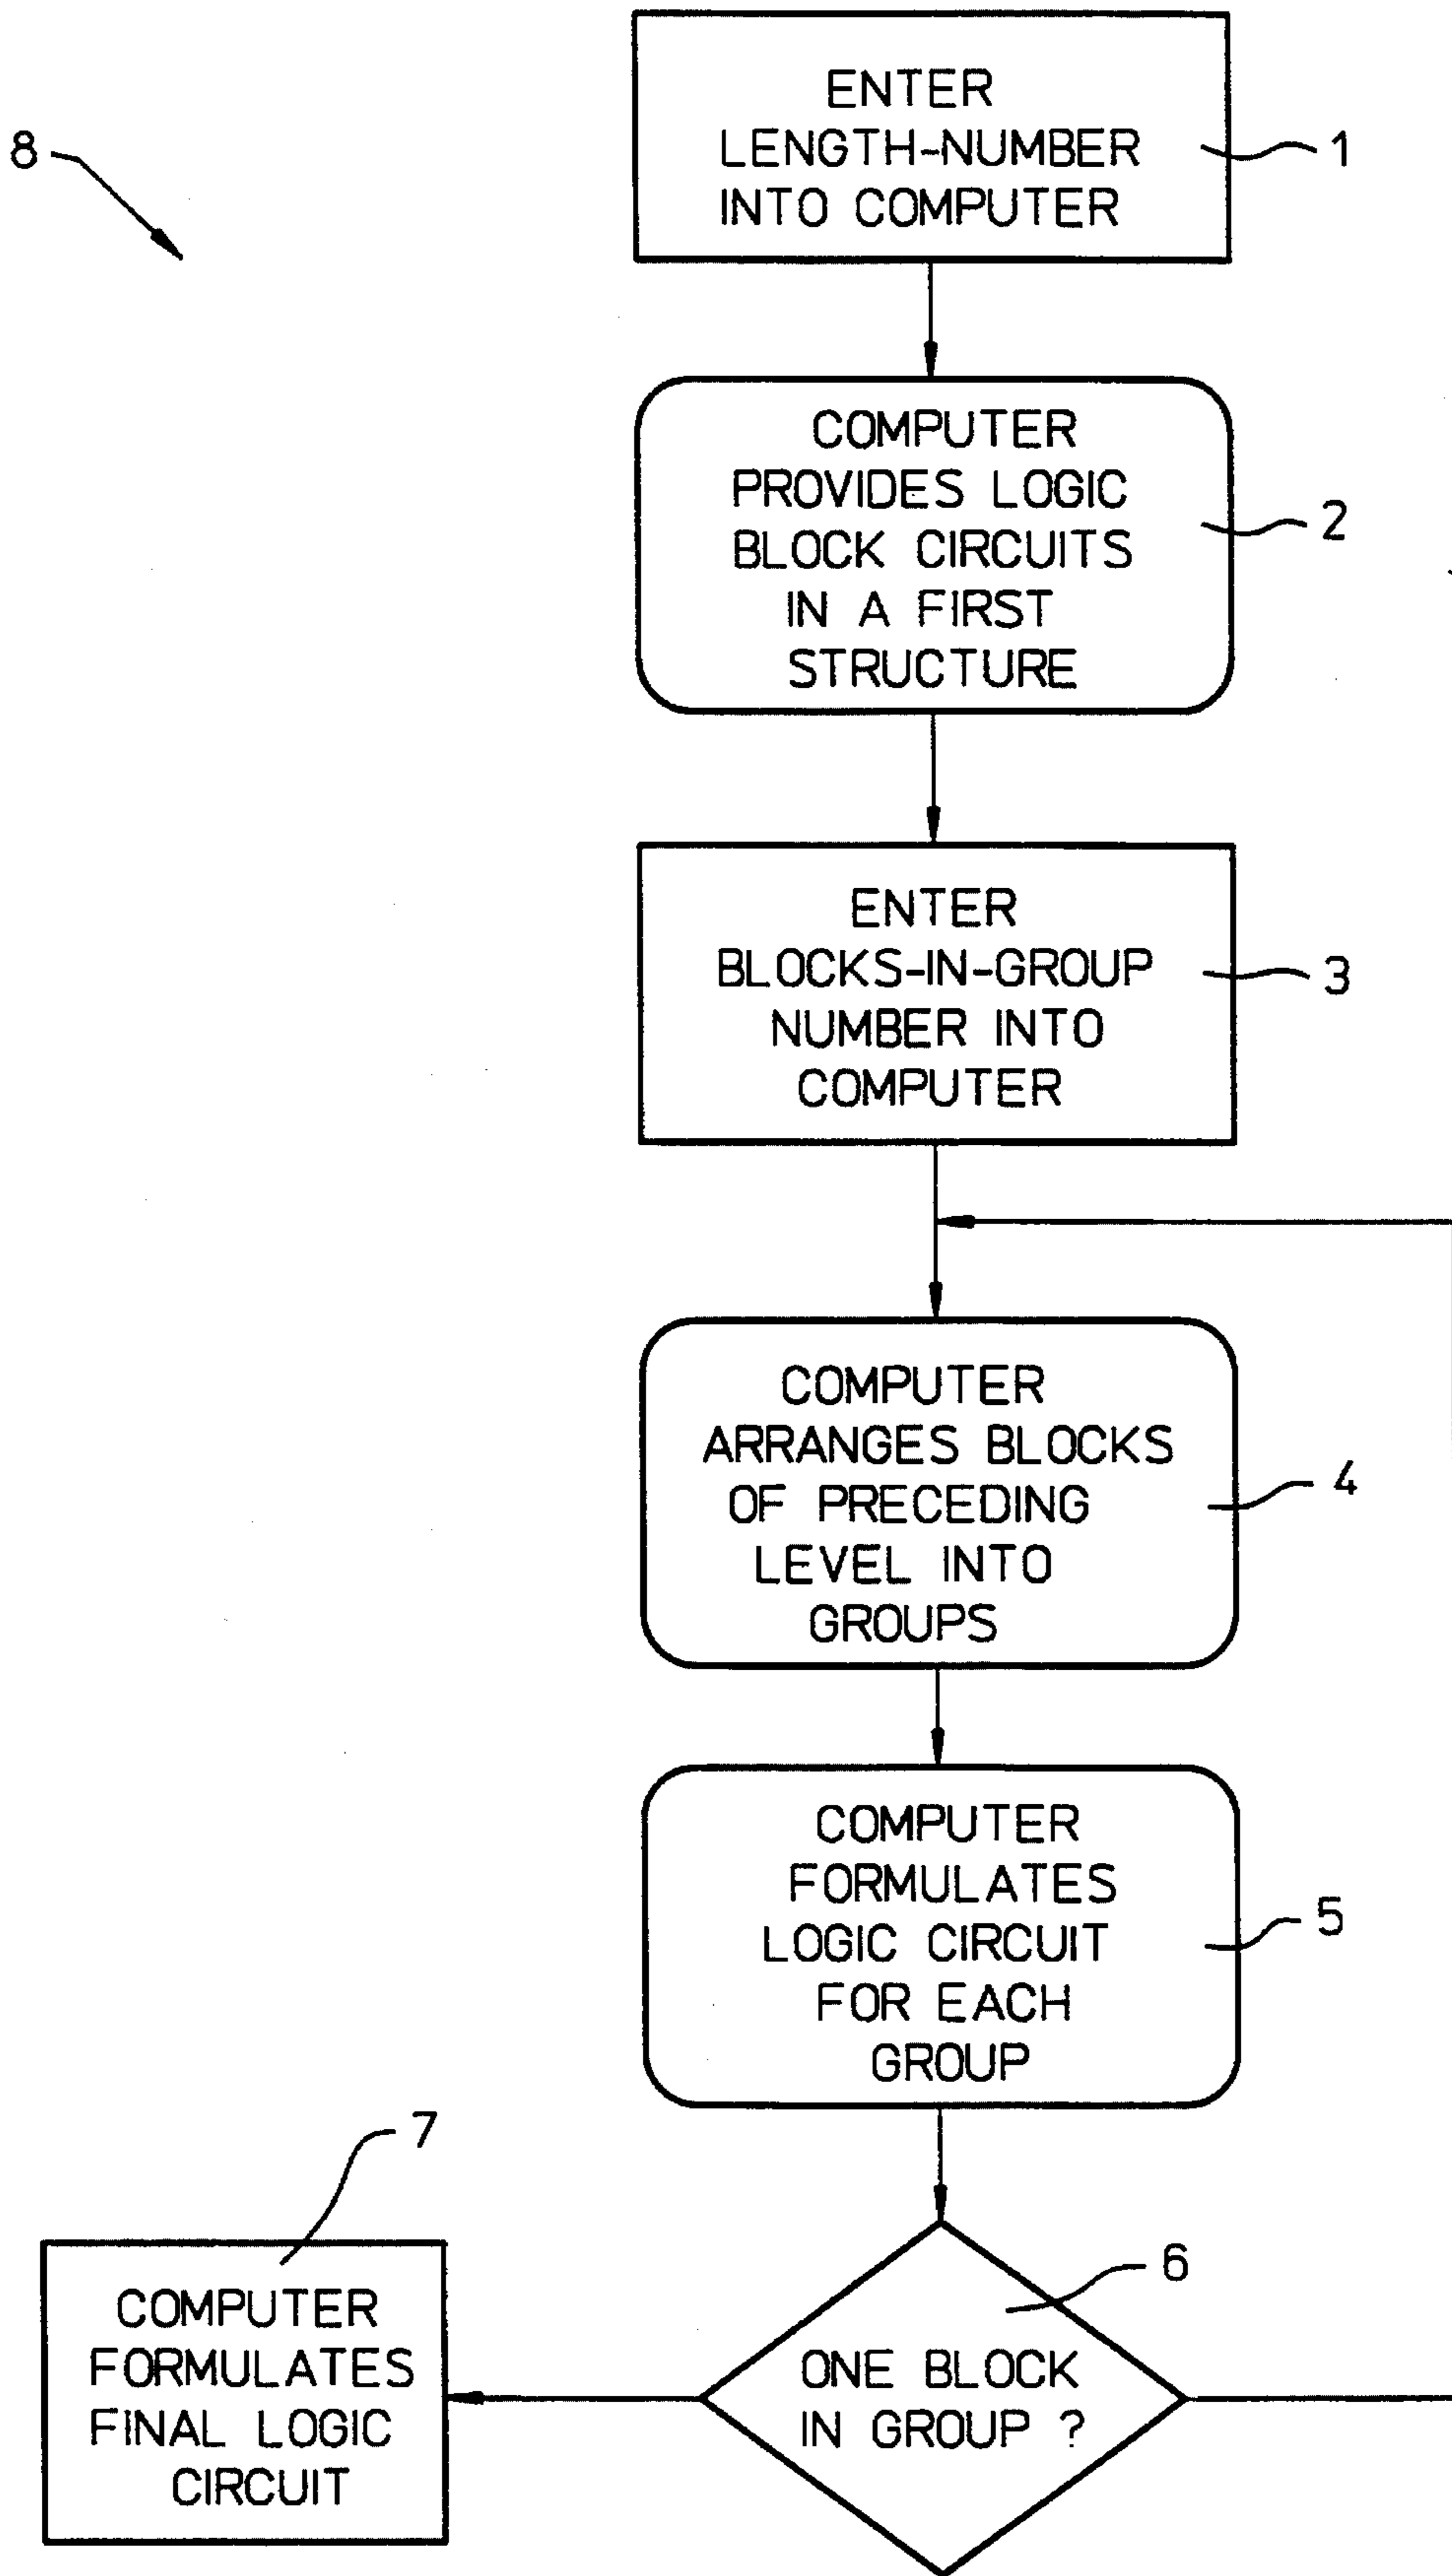 8
ENTER
LENGTH-NUMBER
INTO COMPUTER
1
COMPUTER
PROVIDES LOGIC
BLOCK CIRCUITS
IN A FIRST
STRUCTURE
2
ENTER
BLOCKS-IN-GROUP
NUMBER INTO
COMPUTER
3
COMPUTER
ARRANGES BLOCKS
OF PRECEDING
LEVEL INTO
GROUPS
4
COMPUTER
FORMULATES
LOGIC CIRCUIT
FOR EACH
GROUP
5
6
ONE BLOCK
IN GROUP ?
7
COMPUTER
FORMULATES
FINAL LOGIC
CIRCUIT